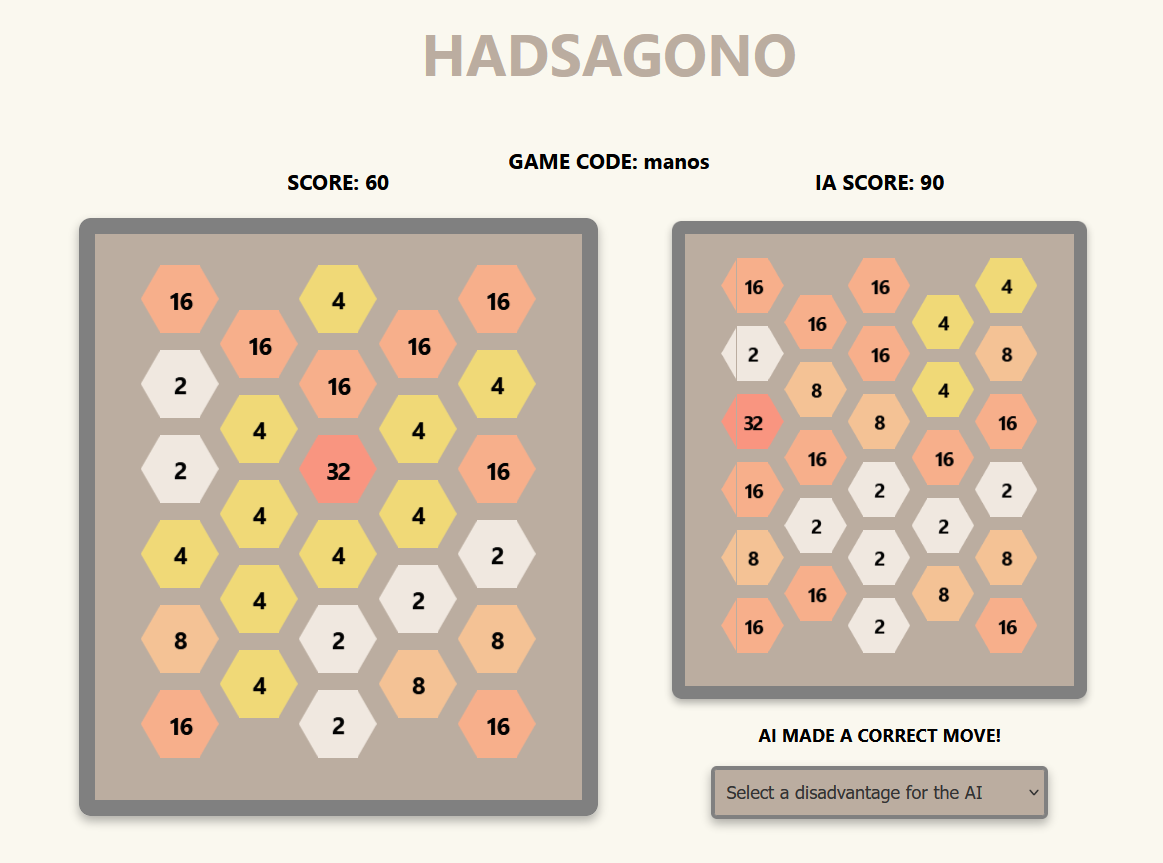 HADSAGONO
GAME CODE: manos
SCORE: 60
IA SCORE: 90
16 4 16
16 16
2 16 4
4 4
2 32 16
4 4
4 4 2
4 2
8 2 8
4 8
16 2 16
16 16 4
16 4
2 16 8
8 4
32 8 16
16 16
16 2 2
2 2
8 2 8
16 8
16 2 16
AI MADE A CORRECT MOVE!
Select a disadvantage for the AI